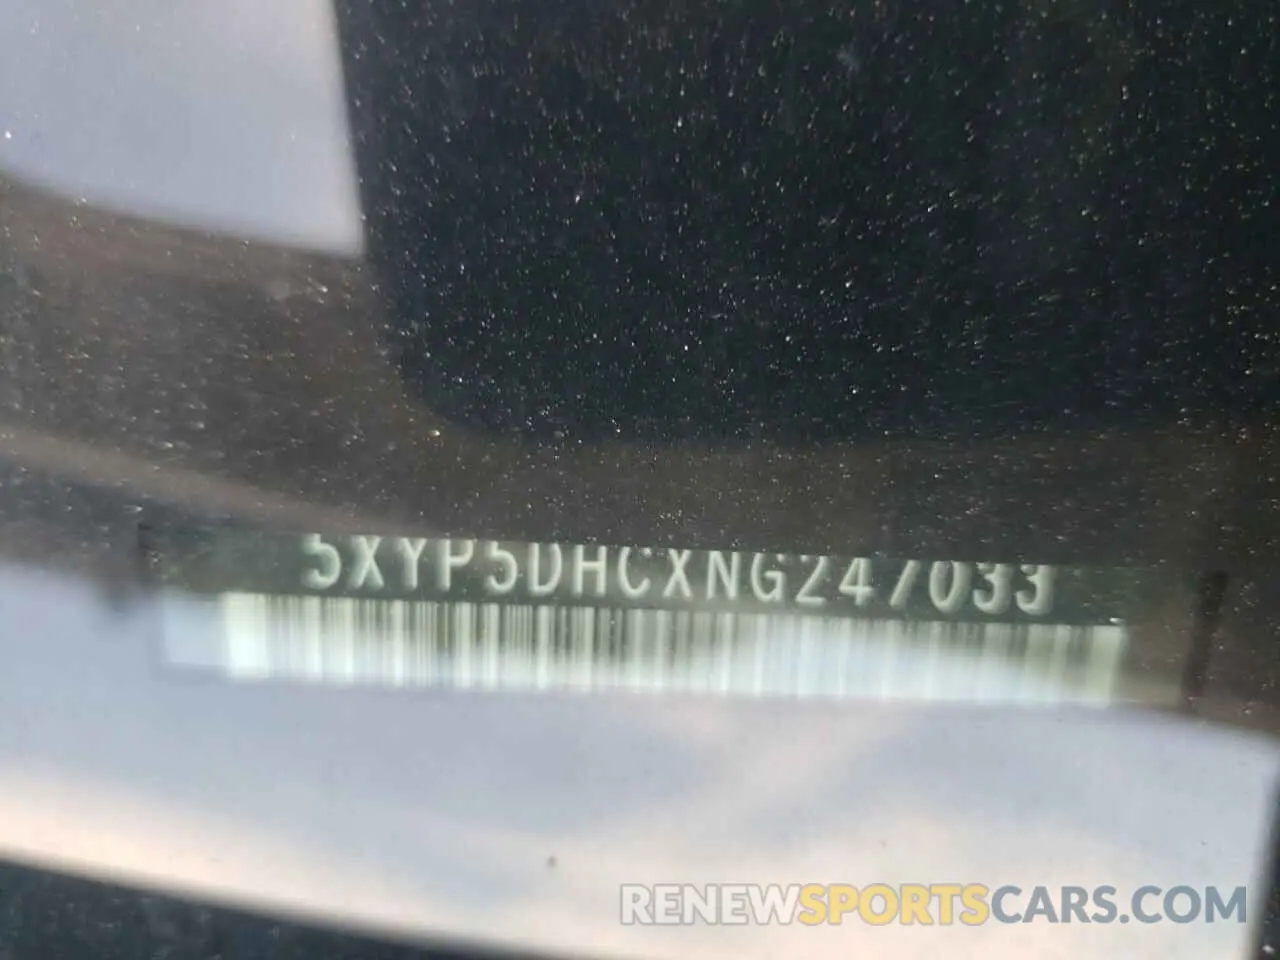 5XYP5DHCXNG247033
RENEWSPORTSCARS.COM